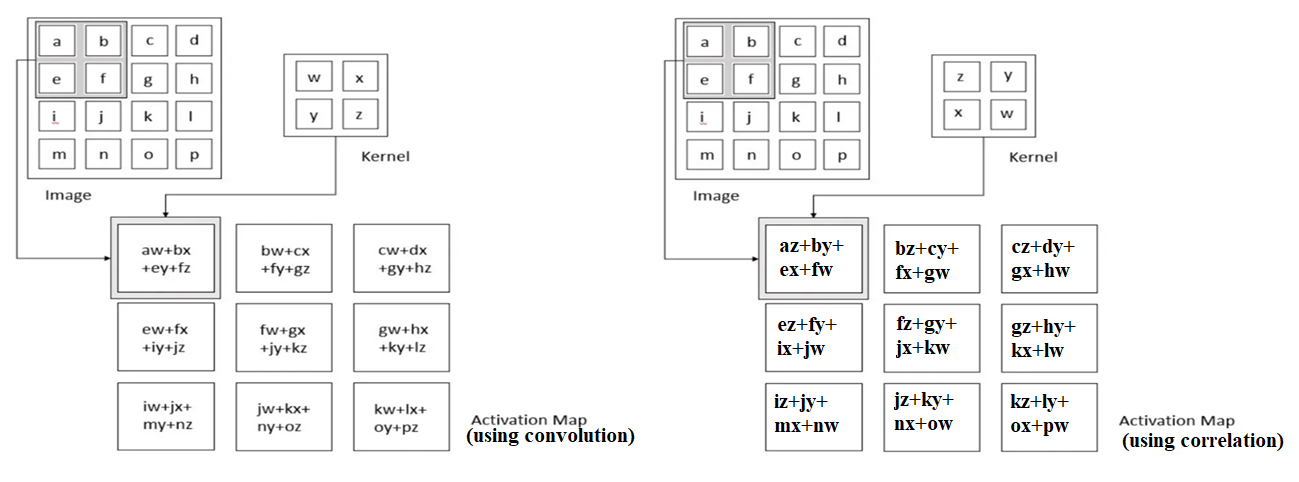 a b c d
e f g h
i j k l
m n o p
Image
w x
y z
Kernel
aw+bx
+ey+fz
bw+cx
+fy+gz
cw+dx
+gy+hz
ew+fx
+iy+jz
fw+gx
+jy+kz
gw+hx
+ky+lz
iw+jx+
my+nz
jw+kx+
ny+oz
kw+lx+
oy+pz
Activation Map
(using convolution)
a b c d
e f g h
i j k l
m n o p
Image
z y
x w
Kernel
az+by+
ex+fw
bz+cy+
fx+gw
cz+dy+
gx+hw
ez+fy+
ix+jw
fz+gy+
jx+kw
gz+hy+
kx+lw
iz+jy+
mx+nw
jz+ky+
nx+ow
kz+ly+
ox+pw
Activation Map
(using correlation)